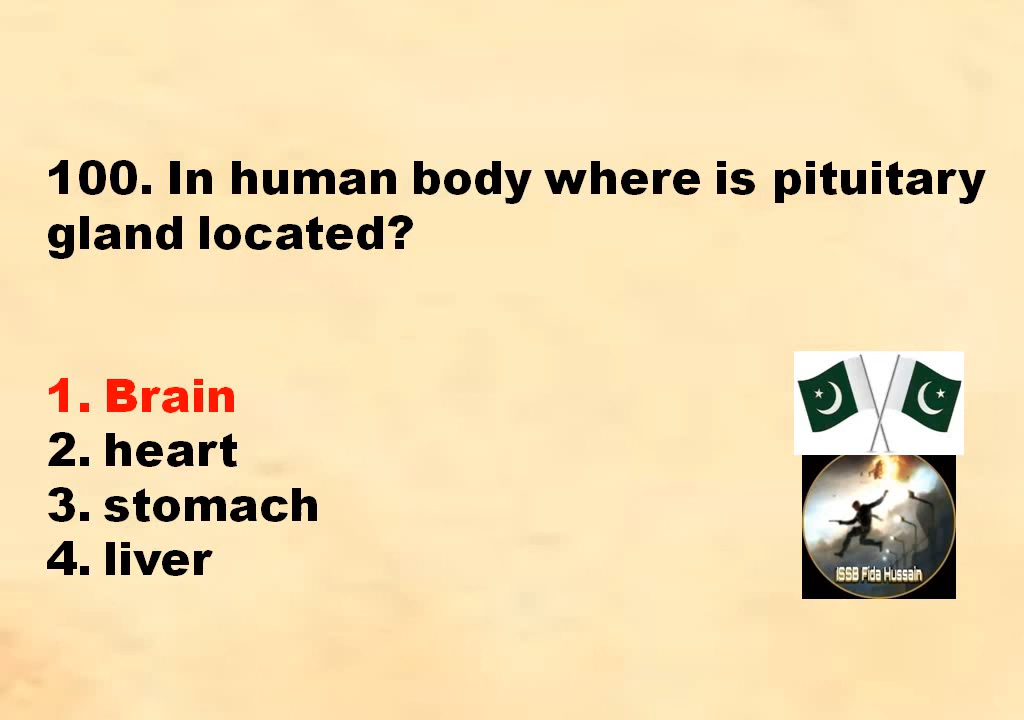 100. In human body where is pituitary
gland located?
1. Brain
2. heart
3. stomach
4. liver
ISSB Fida Hussain